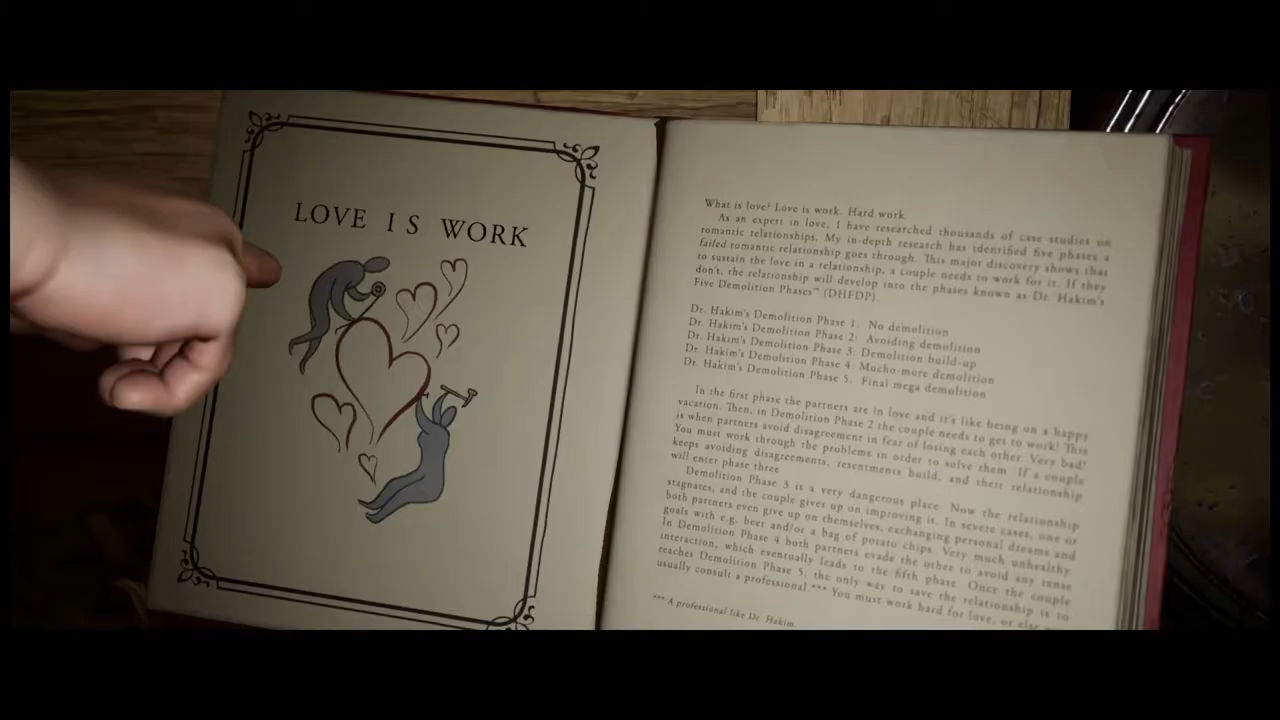 LOVE IS WORK
What is love? Love is work. Hard work.
As an expert in love, I have researched thousands of case studies on
romantic relationships. My in-depth research has identified five phases a
failed romantic relationship goes through. This major discovery shows that
to sustain the love in a relationship, a couple needs to work for it. If they
don't, the relationship will develop into the phases known as Dr. Hakim's
Five Demolition Phases™ (DHFDP).
Dr. Hakim's Demolition Phase 1. No demolition
Dr. Hakim's Demolition Phase 2: Avoiding demolition
Dr. Hakim's Demolition Phase 3: Demolition build-up
Dr. Hakim's Demolition Phase 4. Mucho-more demolition
Dr. Hakim's Demolition Phase 5. Final mega demolition
In the first phase the partners are in love and it's like being on a happy
vacation. Then, in Demolition Phase 2 the couple needs to get to work! This
is when partners avoid disagreement in fear of losing each other. Very bad!
You must work through the problems in order to solve them. If a couple
keeps avoiding disagreements, resentments build, and their relationship
will enter phase three
Demolition Phase 3 is a very dangerous place. Now the relationship
stagnates, and the couple gives up on improving it. In severe cases, one or
both partners even give up on themselves, exchanging personal dreams and
goals with e.g. beer and/or a bag of potato chips. Very much unhealthy.
In Demolition Phase 4 both partners evade the other to avoid any tense
interaction, which eventually leads to the fifth phase. Once the couple
reaches Demolition Phase 5, the only way to save the relationship is to
usually consult a professional.*** You must work hard for love, or else
*** A professional like Dr. Hakim.